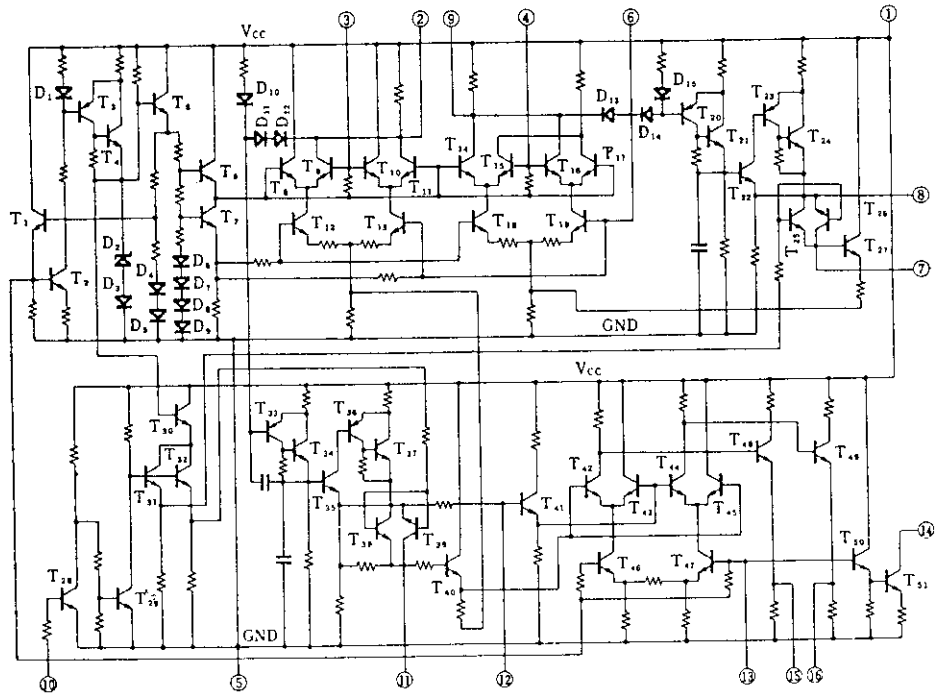 ③ ② ⑨ ④ ⑥ ①
Vcc
D₁ T₃ T₅ D₁₀ D₁₅
D₁₁ D₁₂ D₁₃ D₁₄ T₂₀ T₂₃
T₄ T₂₁ T₂₄
T₉ T₁₀ T₁₁ T₁₄ T₁₅ T₁₆ T₁₇
T₆ T₈ T₂₂
⑧
T₁ T₇ T₁₂ T₁₃ T₁₈ T₁₉ T₂₅ T₂₆ T₂₇
D₂ D₆
T₂ D₃ D₄ D₇ ⑦
D₅ D₈
D₉
GND
Vcc
T₃₀ T₃₃ T₃₄ T₃₆ T₃₇
T₃₁ T₃₂ T₃₅ T₄₁ T₄₂ T₄₃ T₄₄ T₄₅ T₄₈ T₄₉
T₃₈ T₃₉
T₂₈ T₂₉ T₄₀ T₄₆ T₄₇ T₅₀ T₅₁ ⑭
GND
⑩ ⑤ ⑪ ⑫ ⑬ ⑮ ⑯